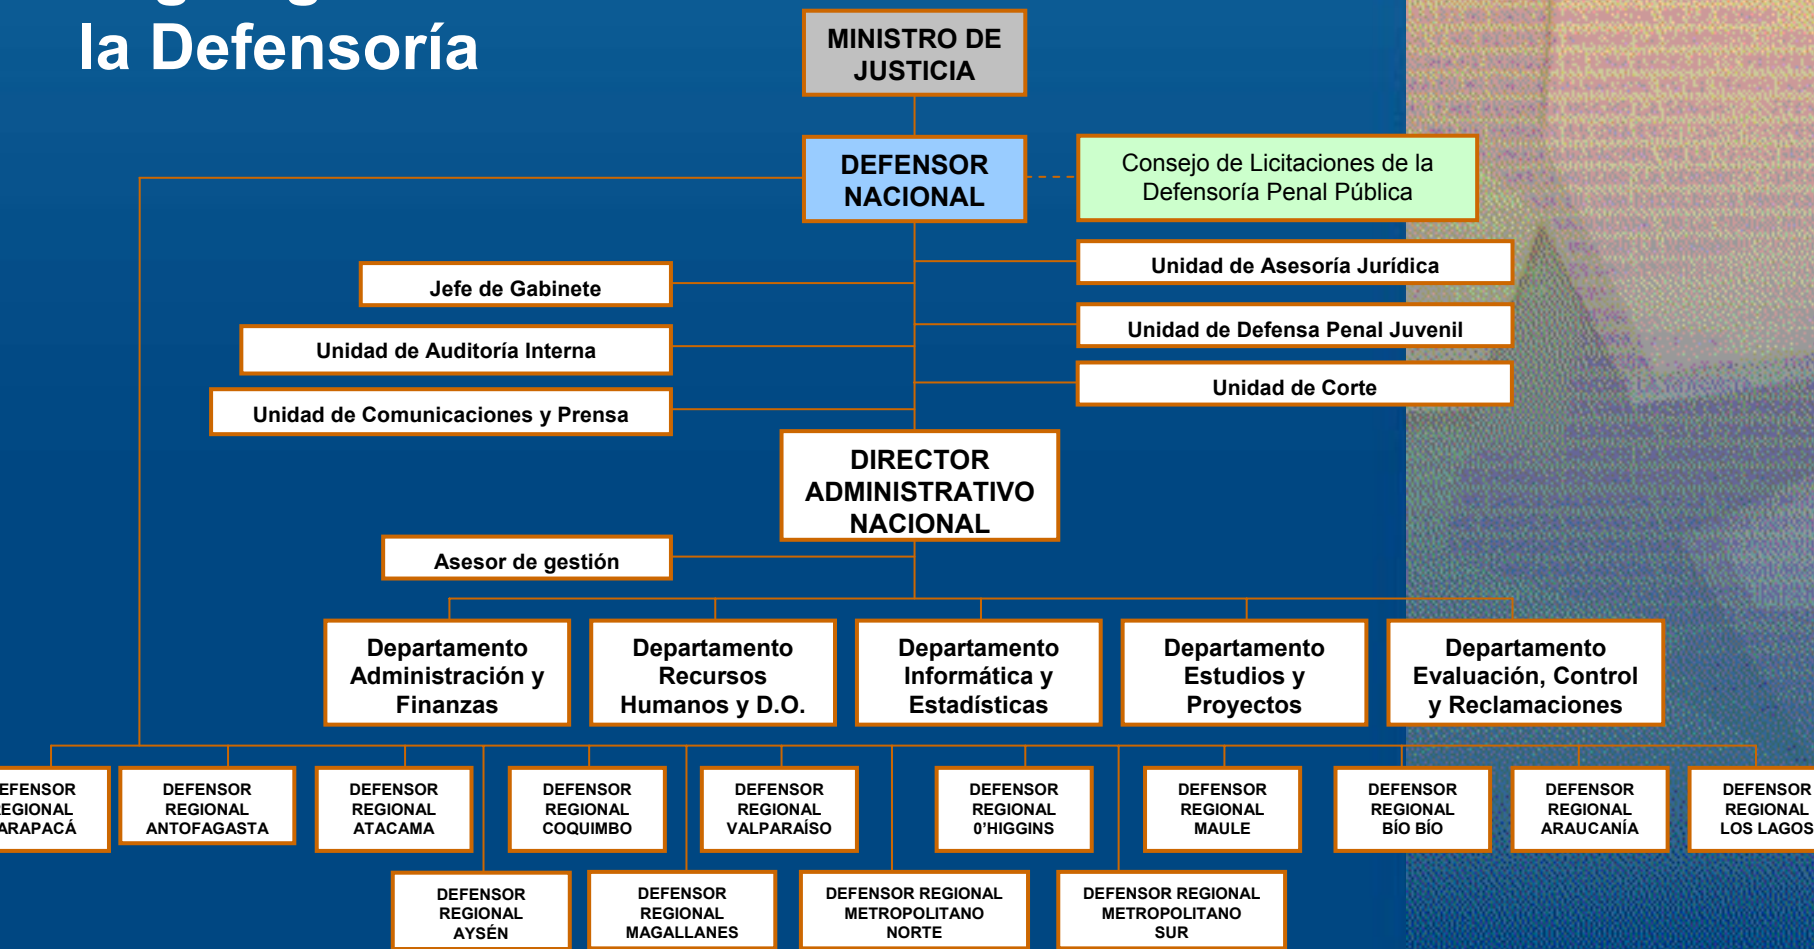 la Defensoría
MINISTRO DE
JUSTICIA
DEFENSOR
NACIONAL
Consejo de Licitaciones de la
Defensoría Penal Pública
Unidad de Asesoría Jurídica
Jefe de Gabinete
Unidad de Defensa Penal Juvenil
Unidad de Auditoría Interna
Unidad de Corte
Unidad de Comunicaciones y Prensa
DIRECTOR
ADMINISTRATIVO
NACIONAL
Asesor de gestión
Departamento
Administración y
Finanzas
Departamento
Recursos
Humanos y D.O.
Departamento
Informática y
Estadísticas
Departamento
Estudios y
Proyectos
Departamento
Evaluación, Control
y Reclamaciones
EFENSOR
EGIONAL
ARAPACÁ
DEFENSOR
REGIONAL
ANTOFAGASTA
DEFENSOR
REGIONAL
ATACAMA
DEFENSOR
REGIONAL
COQUIMBO
DEFENSOR
REGIONAL
VALPARAÍSO
DEFENSOR
REGIONAL
0’HIGGINS
DEFENSOR
REGIONAL
MAULE
DEFENSOR
REGIONAL
BÍO BÍO
DEFENSOR
REGIONAL
ARAUCANÍA
DEFENSOR
REGIONAL
LOS LAGOS
DEFENSOR
REGIONAL
AYSÉN
DEFENSOR
REGIONAL
MAGALLANES
DEFENSOR REGIONAL
METROPOLITANO
NORTE
DEFENSOR REGIONAL
METROPOLITANO
SUR